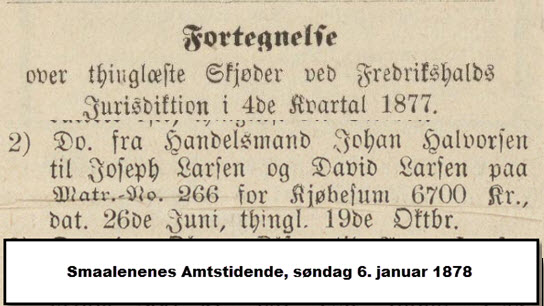 Fortegnelse
over thinglæste Skjøder ved Fredrikshalds
Jurisdiktion i 4de Kvartal 1877.
2) Do. fra Handelsmand Johan Halvorsen
til Joseph Larsen og David Larsen paa
Matr.-No. 266 for Kjøbesum 6700 Kr.,
dat. 26de Juni, thingl. 19de Oktbr.
Smaalenenes Amtstidende, søndag 6. januar 1878